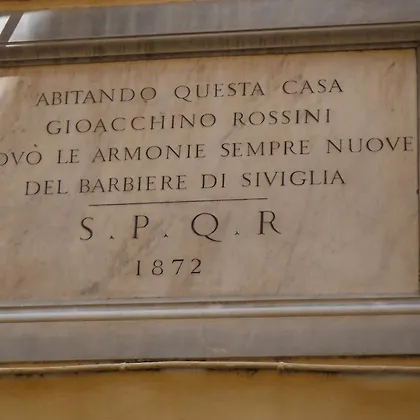 ABITANDO QUESTA CASA
GIOACCHINO ROSSINI
OVÒ LE ARMONIE SEMPRE NUOVE
DEL BARBIERE DI SIVIGLIA
S.P.Q.R
1872